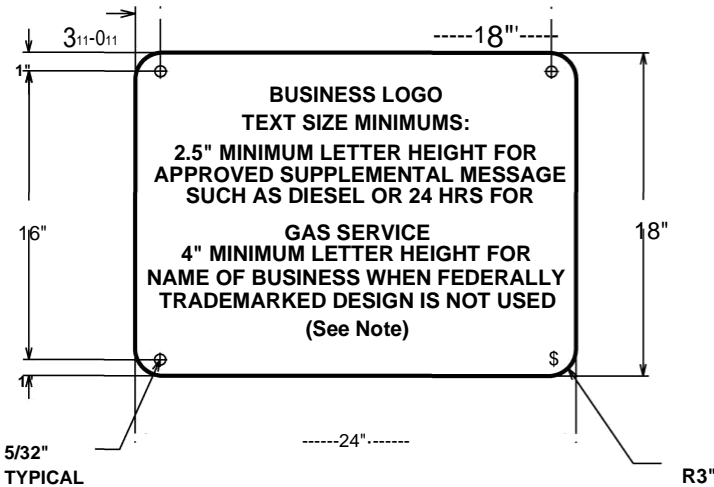 311-011
-----18"'-----
1"
BUSINESS LOGO
TEXT SIZE MINIMUMS:
2.5" MINIMUM LETTER HEIGHT FOR
APPROVED SUPPLEMENTAL MESSAGE
SUCH AS DIESEL OR 24 HRS FOR
GAS SERVICE
4" MINIMUM LETTER HEIGHT FOR
NAME OF BUSINESS WHEN FEDERALLY
TRADEMARKED DESIGN IS NOT USED
(See Note)
16"
18"
$
1"
------24".-------
5/32"
TYPICAL
R3"